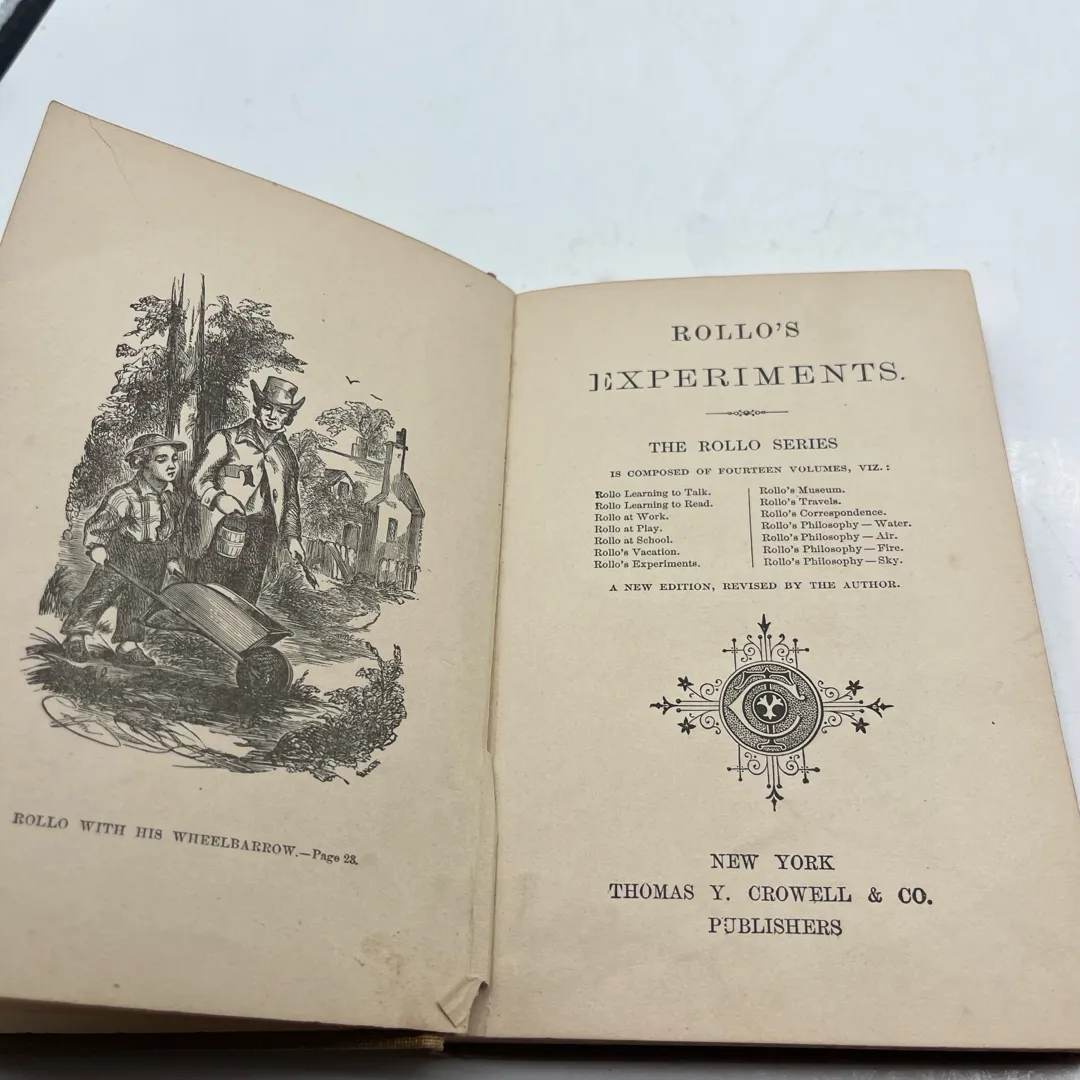 ROLLO WITH HIS WHEELBARROW.—Page 23.
ROLLO'S
EXPERIMENTS.
THE ROLLO SERIES
IS COMPOSED OF FOURTEEN VOLUMES, VIZ.:
Rollo Learning to Talk.
Rollo Learning to Read.
Rollo at Work.
Rollo at Play.
Rollo at School.
Rollo's Vacation.
Rollo's Experiments.
Rollo's Museum.
Rollo's Travels.
Rollo's Correspondence.
Rollo's Philosophy—Water.
Rollo's Philosophy—Air.
Rollo's Philosophy—Fire.
Rollo's Philosophy—Sky.
A NEW EDITION, REVISED BY THE AUTHOR.
NEW YORK
THOMAS Y. CROWELL & CO.
PUBLISHERS